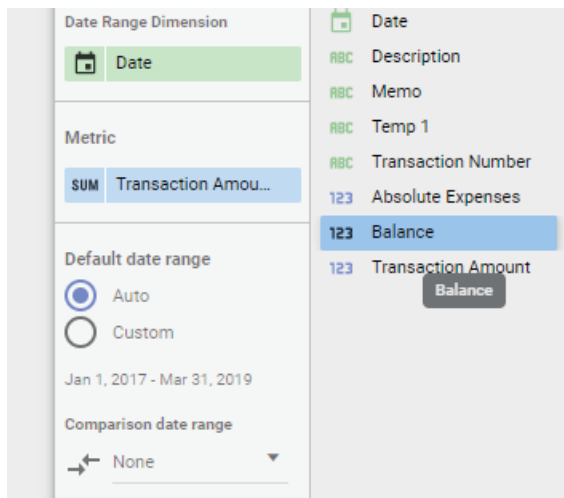 Date Range Dimension
Date
Metric
SUM Transaction Amou...
Default date range
Auto
Custom
Jan 1, 2017 - Mar 31, 2019
Comparison date range
None
Date
ABC Description
ABC Memo
ABC Temp 1
ABC Transaction Number
123 Absolute Expenses
123 Balance
123 Transaction Amount
Balance